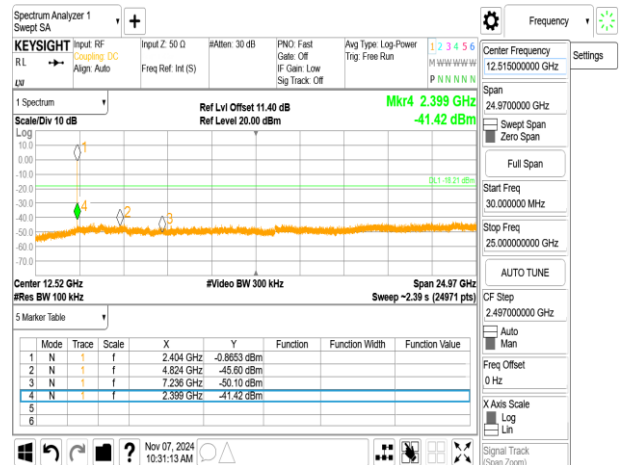 Spectrum Analyzer 1
Swept SA
+
Frequency
KEYSIGHT
RL
Input: RF
Coupling: DC
Align: Auto
Input Z: 50 Ω
Freq Ref: Int (S)
#Atten: 30 dB
PNO: Fast
Gate: Off
IF Gain: Low
Sig Track: Off
Avg Type: Log-Power
Trig: Free Run
1 2 3 4 5 6
M W W W W W
P N N N N N
Settings
Center Frequency
12.515000000 GHz
Span
24.9700000 GHz
Swept Span
Zero Span
Full Span
Start Freq
30.000000 MHz
Stop Freq
25.000000000 GHz
AUTO TUNE
CF Step
2.497000000 GHz
Auto
Man
Freq Offset
0 Hz
X Axis Scale
Log
Lin
Signal Track
(Span Zoom)
1 Spectrum
Scale/Div 10 dB
Ref Lvl Offset 11.40 dB
Ref Level 20.00 dBm
Mkr4 2.399 GHz
-41.42 dBm
Log
10.0
0.00
-10.0
-20.0
-30.0
-40.0
-50.0
-60.0
-70.0
1
4
2
3
Center 12.52 GHz
#Video BW 300 kHz
Span 24.97 GHz
#Res BW 100 kHz
Sweep ~2.39 s (24971 pts)
5 Marker Table
Mode Trace Scale X Y Function Function Width Function Value
1 N 1 f 2.404 GHz -0.8653 dBm
2 N 1 f 4.824 GHz -45.60 dBm
3 N 1 f 7.236 GHz -50.10 dBm
4 N 1 f 2.399 GHz -41.42 dBm
5
6
?
Nov 07, 2024
10:31:13 AM